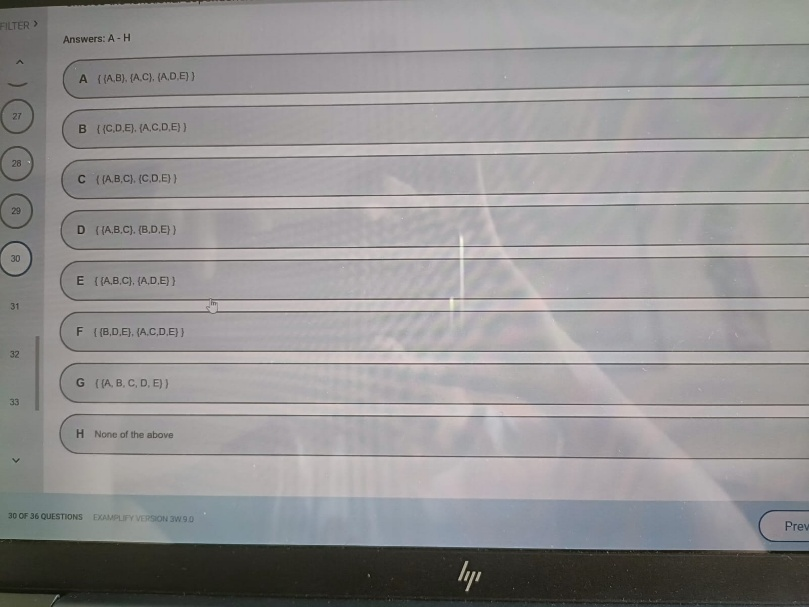 FILTER >
Answers: A - H
A { {A,B}, {A,C}, {A,D,E} }
27
B { {C,D,E}, {A,C,D,E} }
28
C { {A,B,C}, {C,D,E} }
29
D { {A,B,C}, {B,D,E} }
30
E { {A,B,C}, {A,D,E} }
31
F { {B,D,E}, {A,C,D,E} }
32
G { {A, B, C, D, E} }
33
H None of the above
30 OF 36 QUESTIONS EXAMPLIFY VERSION 3W.9.0
Prev
hp